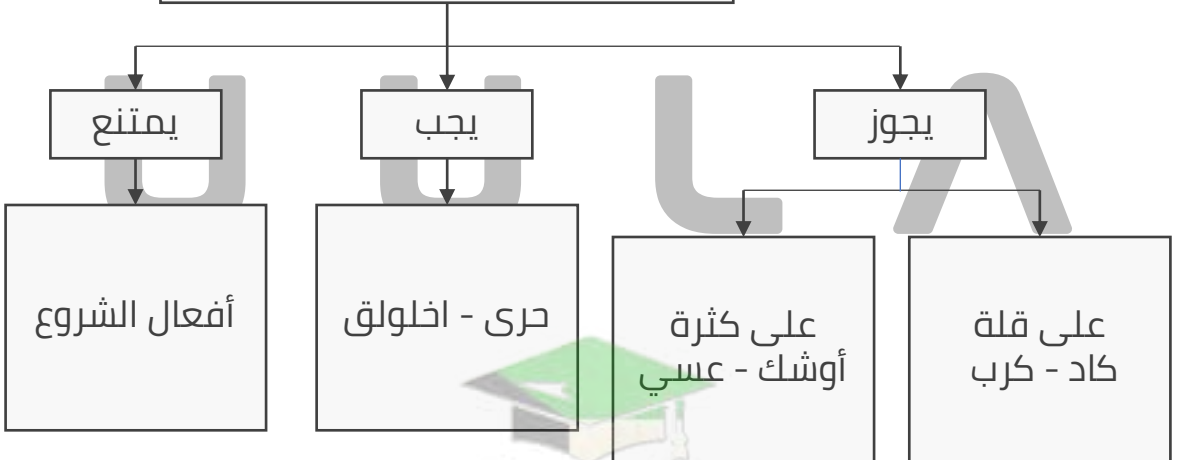 يجوز
يجب
يمتنع
على قلة
كاد - كرب
على كثرة
أوشك - عسي
حرى - اخلولق
أفعال الشروع
U U L A